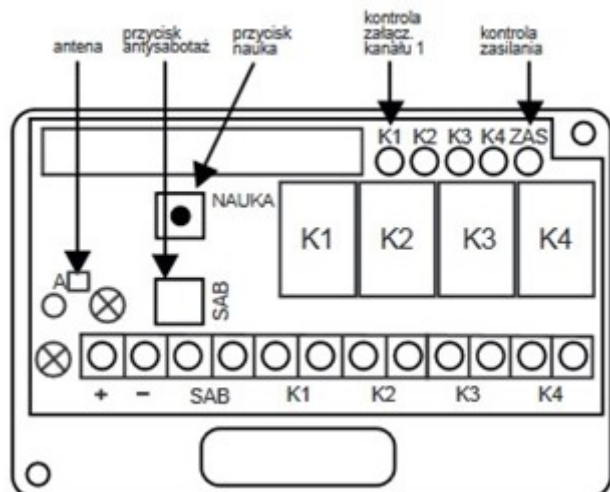 antena
przycisk
antysabotaż
przycisk
nauka
kontrola
załącz.
kanału 1
kontrola
zasilania
K1 K2 K3 K4 ZAS
NAUKA
K1 K2 K3 K4
A
SAB
+ − SAB K1 K2 K3 K4